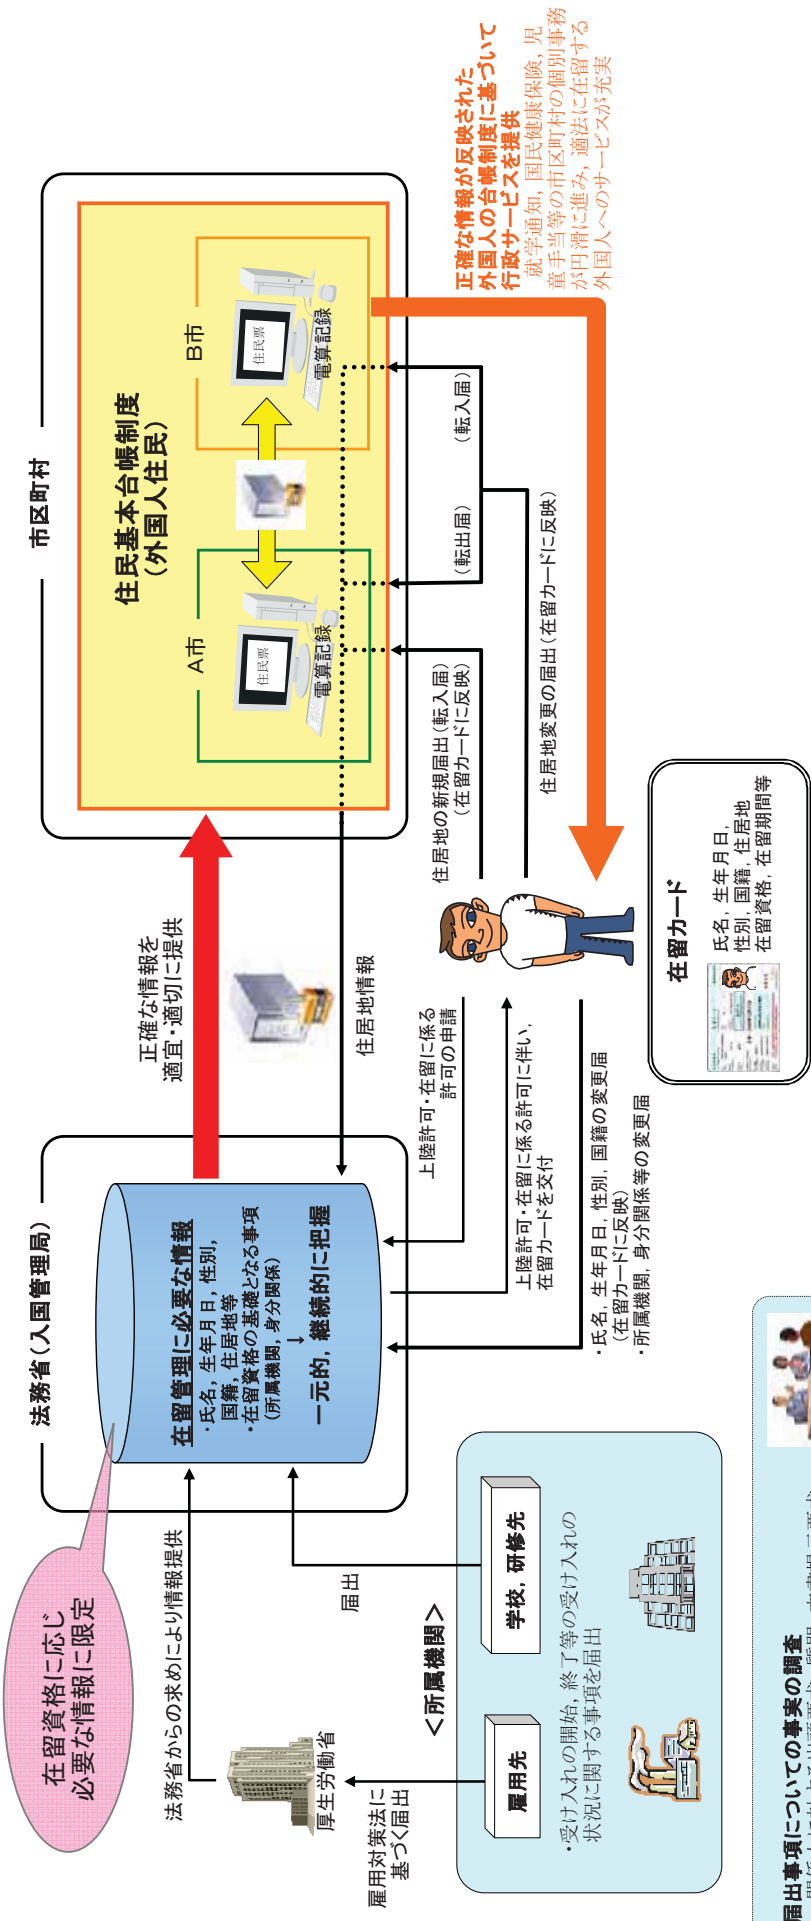 在留資格に応じ
必要な情報に限定
法務省(入国管理局)
在留管理に必要な情報
・氏名, 生年月日, 性別,
国籍, 住居地等
・在留資格の基礎となる事項
(所属機関, 身分関係)
↓
一元的, 継続的に把握
正確な情報を
適宜・適切に提供
住居地情報
市区町村
住民基本台帳制度
(外国人住民)
A市
住民票
電算記録
B市
住民票
電算記録
法務省からの求めにより情報提供
厚生労働省
雇用対策法に
基づく届出
届出
<所属機関>
雇用先
学校, 研修先
・受け入れの開始, 終了等の受け入れの
状況に関する事項を届出
上陸許可・在留に係る
許可の申請
上陸許可・在留に係る許可に伴い,
在留カードを交付
・氏名, 生年月日, 性別, 国籍の変更届
(在留カードに反映)
・所属機関, 身分関係等の変更届
住居地の新規届出(転入届)
(在留カードに反映)
(転出届)
(転入届)
住居地変更の届出(在留カードに反映)
正確な情報が反映された
外国人の台帳制度に基づいて
行政サービスを提供
就学通知, 国民健康保険, 児
童手当等の市区町村の個別事務
が円滑に進み, 適法に在留する
外国人へのサービスが充実
在留カード
氏名, 生年月日,
性別, 国籍, 住居地
在留資格, 在留期間等
届出事項についての事実の調査